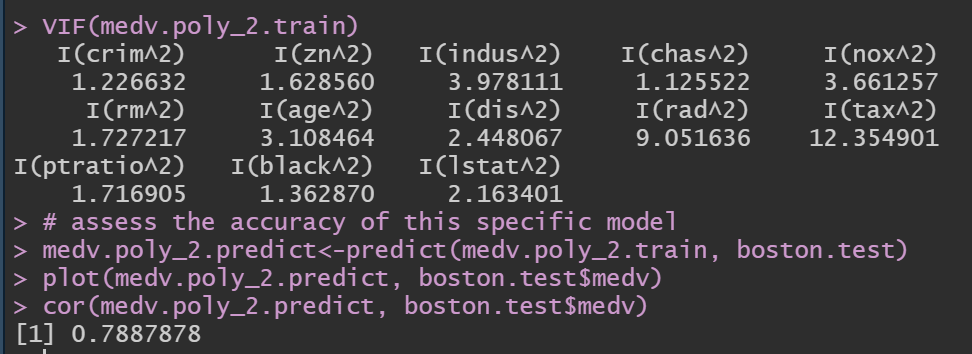 > VIF(medv.poly_2.train)
I(crim^2) I(zn^2) I(indus^2) I(chas^2) I(nox^2)
1.226632 1.628560 3.978111 1.125522 3.661257
I(rm^2) I(age^2) I(dis^2) I(rad^2) I(tax^2)
1.727217 3.108464 2.448067 9.051636 12.354901
I(ptratio^2) I(black^2) I(lstat^2)
1.716905 1.362870 2.163401
> # assess the accuracy of this specific model
> medv.poly_2.predict<-predict(medv.poly_2.train, boston.test)
> plot(medv.poly_2.predict, boston.test$medv)
> cor(medv.poly_2.predict, boston.test$medv)
[1] 0.7887878